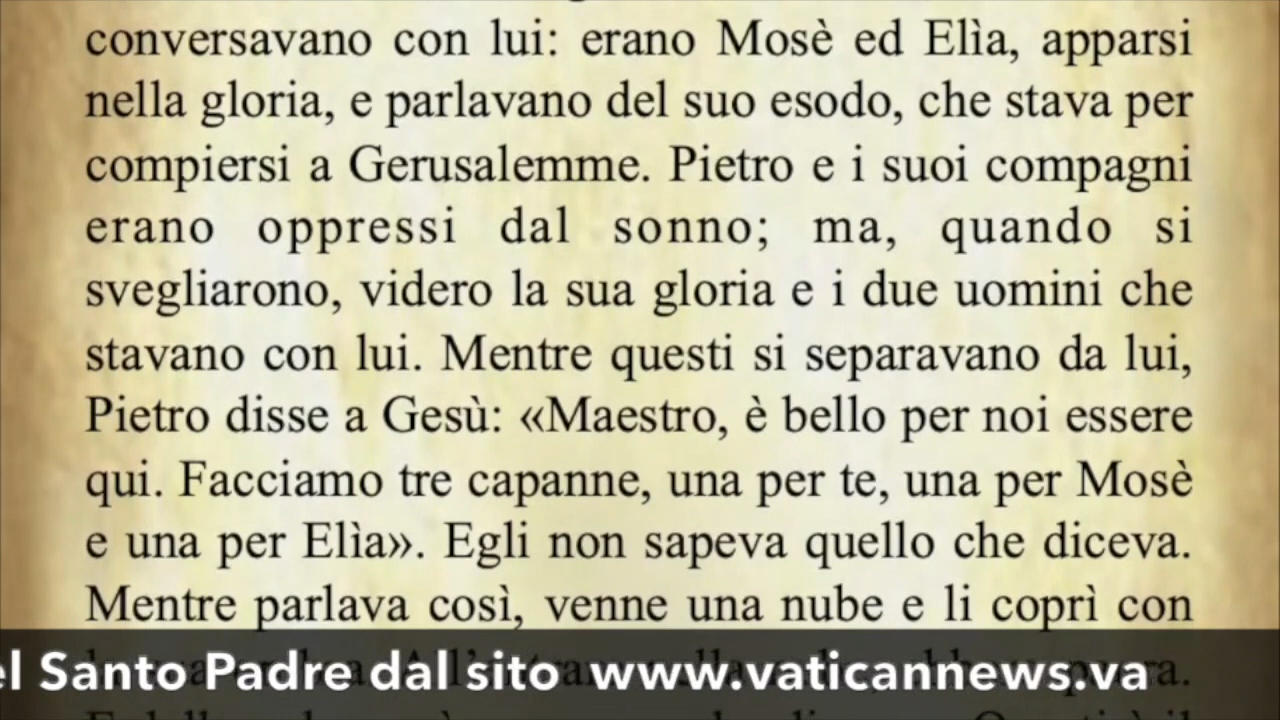 conversavano con lui: erano Mosè ed Elìa, apparsi
nella gloria, e parlavano del suo esodo, che stava per
compiersi a Gerusalemme. Pietro e i suoi compagni
erano oppressi dal sonno; ma, quando si
svegliarono, videro la sua gloria e i due uomini che
stavano con lui. Mentre questi si separavano da lui,
Pietro disse a Gesù: «Maestro, è bello per noi essere
qui. Facciamo tre capanne, una per te, una per Mosè
e una per Elìa». Egli non sapeva quello che diceva.
Mentre parlava così, venne una nube e li coprì con
el Santo Padre dal sito www.vaticannews.va